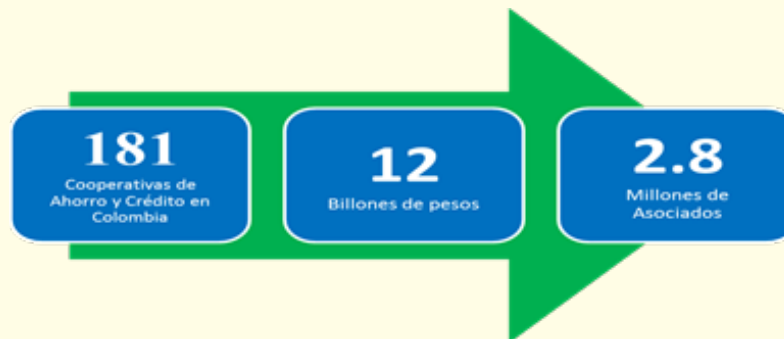 181
Cooperativas de
Ahorro y Crédito en
Colombia
12
Billones de pesos
2.8
Millones de
Asociados